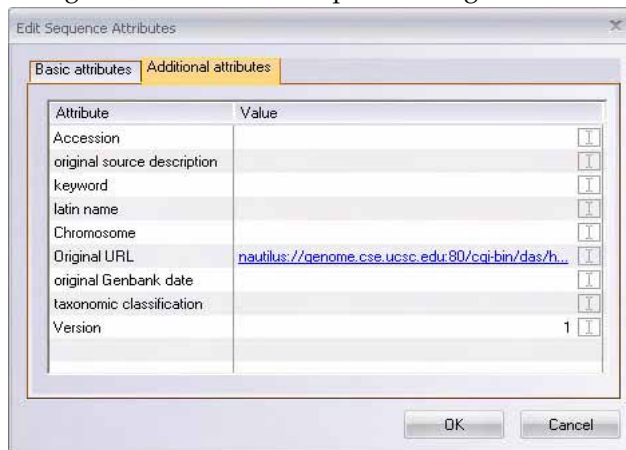 Edit Sequence Attributes
Basic attributes Additional attributes
Attribute Value
Accession
original source description
keyword
latin name
Chromosome
Original URL nautilus://genome.cse.ucsc.edu:80/cgi-bin/das/h...
original Genbank date
taxonomic classification
Version 1
OK Cancel